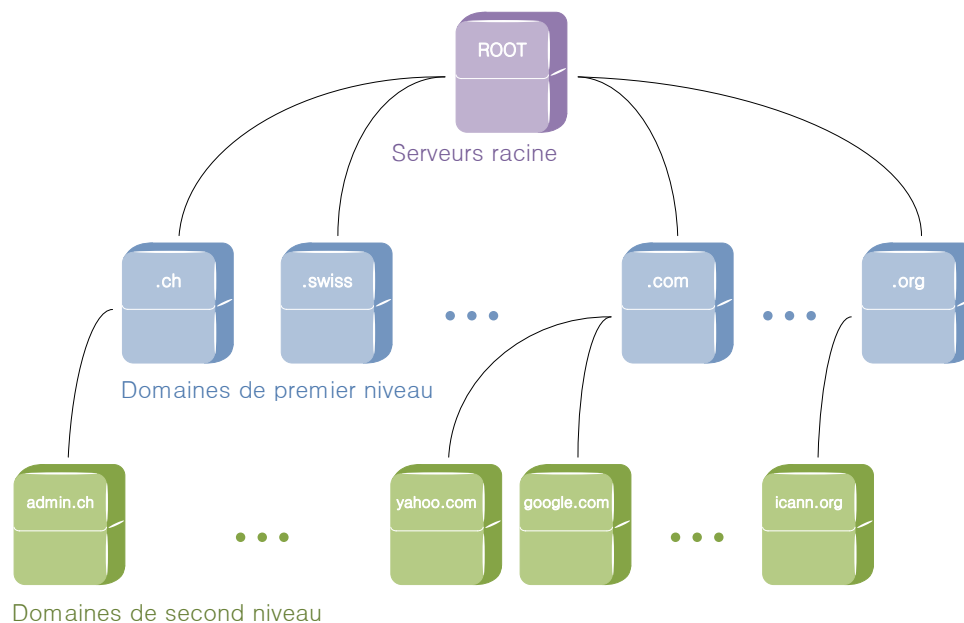 ROOT
Serveurs racine
.ch
.swiss
.com
.org
Domaines de premier niveau
admin.ch
yahoo.com
google.com
icann.org
Domaines de second niveau